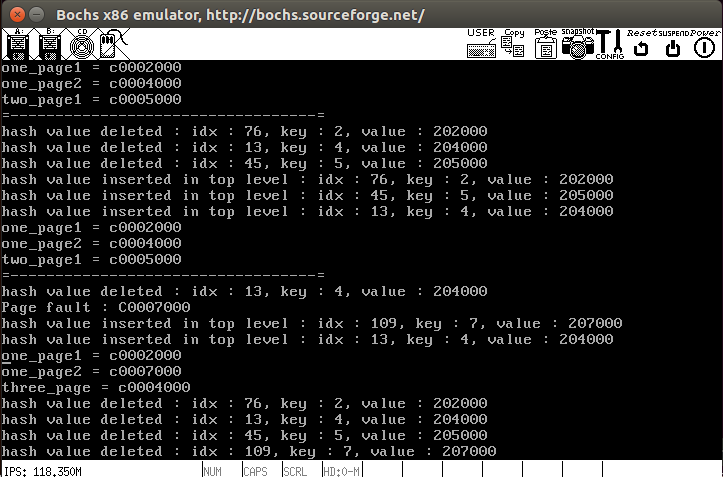 Bochs x86 emulator, http://bochs.sourceforge.net/
A: B: CD USER Copy Paste snapshot CONFIG Reset SUSPEND Power
one_page1 = c0002000
one_page2 = c0004000
two_page1 = c0005000
=----------------------------------=
hash value deleted : idx : 76, key : 2, value : 202000
hash value deleted : idx : 13, key : 4, value : 204000
hash value deleted : idx : 45, key : 5, value : 205000
hash value inserted in top level : idx : 76, key : 2, value : 202000
hash value inserted in top level : idx : 45, key : 5, value : 205000
hash value inserted in top level : idx : 13, key : 4, value : 204000
one_page1 = c0002000
one_page2 = c0004000
two_page1 = c0005000
=----------------------------------=
hash value deleted : idx : 13, key : 4, value : 204000
Page fault : C0007000
hash value inserted in top level : idx : 109, key : 7, value : 207000
hash value inserted in top level : idx : 13, key : 4, value : 204000
one_page1 = c0002000
one_page2 = c0007000
three_page = c0004000
hash value deleted : idx : 76, key : 2, value : 202000
hash value deleted : idx : 13, key : 4, value : 204000
hash value deleted : idx : 45, key : 5, value : 205000
hash value deleted : idx : 109, key : 7, value : 207000
IPS: 118.350M NUM CAPS SCRL HD:0-M